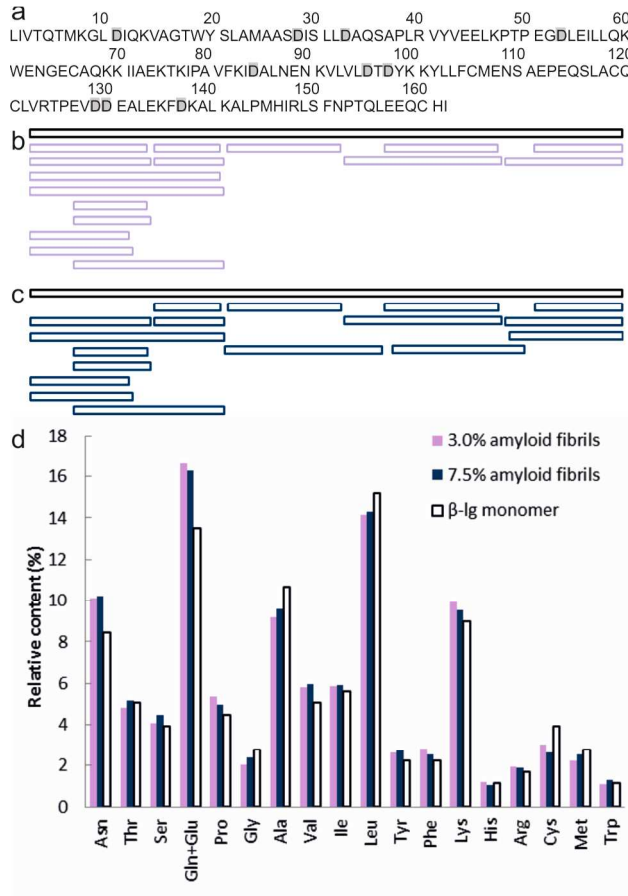 a
10 20 30 40 50 60
LIVTQTMKGL DIQKVAGTWY SLAMAASDIS LLDAQSAPLR VYVEELKPTP EGDLEILLQK
70 80 90 100 110 120
WENGECAQKK IIAEKTKIPA VFKIDALNEN KVLVLDTDYK KYLLFCMENS AEPEQSLACQ
130 140 150 160
CLVRTPEVDD EALEKFDKAL KALPMHIRLS FNPTQLEEQC HI
b
c
d
18
16
14
12
10
8
6
4
2
0
Relative content (%)
3.0% amyloid fibrils
7.5% amyloid fibrils
β-lg monomer
Asn Thr Ser Gln+Glu Pro Gly Ala Val Ile Leu Tyr Phe Lys His Arg Cys Met Trp